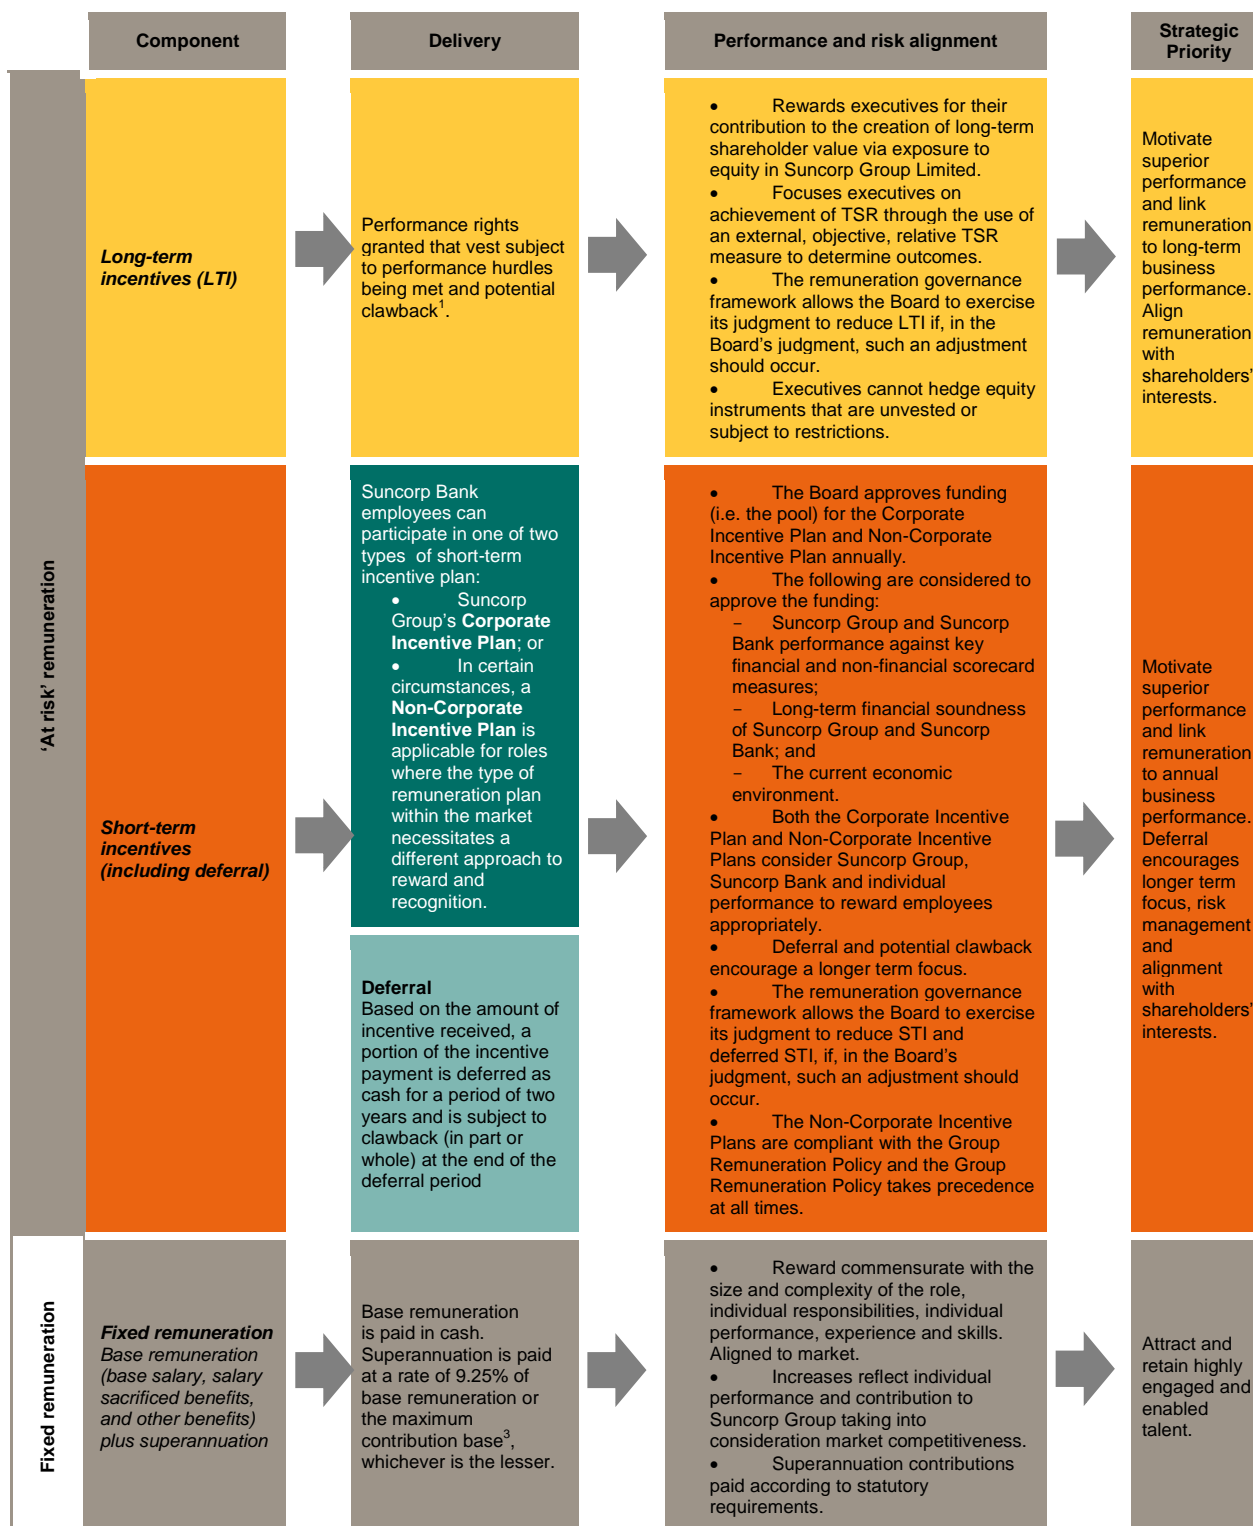 Component
Delivery
Performance and risk alignment
Strategic
Priority
‘At risk’ remuneration
Long-term
incentives (LTI)
Performance rights
granted that vest subject
to performance hurdles
being met and potential
clawback1.
• Rewards executives for their
contribution to the creation of long-term
shareholder value via exposure to
equity in Suncorp Group Limited.
• Focuses executives on
achievement of TSR through the use of
an external, objective, relative TSR
measure to determine outcomes.
• The remuneration governance
framework allows the Board to exercise
its judgment to reduce LTI if, in the
Board’s judgment, such an adjustment
should occur.
• Executives cannot hedge equity
instruments that are unvested or
subject to restrictions.
Motivate
superior
performance
and link
remuneration
to long-term
business
performance.
Align
remuneration
with
shareholders’
interests.
Short-term
incentives
(including deferral)
Suncorp Bank
employees can
participate in one of two
types of short-term
incentive plan:
• Suncorp
Group’s Corporate
Incentive Plan; or
• In certain
circumstances, a
Non-Corporate
Incentive Plan is
applicable for roles
where the type of
remuneration plan
within the market
necessitates a
different approach to
reward and
recognition.
Deferral
Based on the amount of
incentive received, a
portion of the incentive
payment is deferred as
cash for a period of two
years and is subject to
clawback (in part or
whole) at the end of the
deferral period
• The Board approves funding
(i.e. the pool) for the Corporate
Incentive Plan and Non-Corporate
Incentive Plan annually.
• The following are considered to
approve the funding:
− Suncorp Group and Suncorp
Bank performance against key
financial and non-financial scorecard
measures;
− Long-term financial soundness
of Suncorp Group and Suncorp
Bank; and
− The current economic
environment.
• Both the Corporate Incentive
Plan and Non-Corporate Incentive
Plans consider Suncorp Group,
Suncorp Bank and individual
performance to reward employees
appropriately.
• Deferral and potential clawback
encourage a longer term focus.
• The remuneration governance
framework allows the Board to exercise
its judgment to reduce STI and
deferred STI, if, in the Board’s
judgment, such an adjustment should
occur.
• The Non-Corporate Incentive
Plans are compliant with the Group
Remuneration Policy and the Group
Remuneration Policy takes precedence
at all times.
Motivate
superior
performance
and link
remuneration
to annual
business
performance.
Deferral
encourages
longer term
focus, risk
management
and
alignment
with
shareholders’
interests.
Fixed remuneration
Fixed remuneration
Base remuneration
(base salary, salary
sacrificed benefits,
and other benefits)
plus superannuation
Base remuneration
is paid in cash.
Superannuation is paid
at a rate of 9.25% of
base remuneration or
the maximum
contribution base3,
whichever is the lesser.
• Reward commensurate with the
size and complexity of the role,
individual responsibilities, individual
performance, experience and skills.
Aligned to market.
• Increases reflect individual
performance and contribution to
Suncorp Group taking into
consideration market competitiveness.
• Superannuation contributions
paid according to statutory
requirements.
Attract and
retain highly
engaged and
enabled
talent.